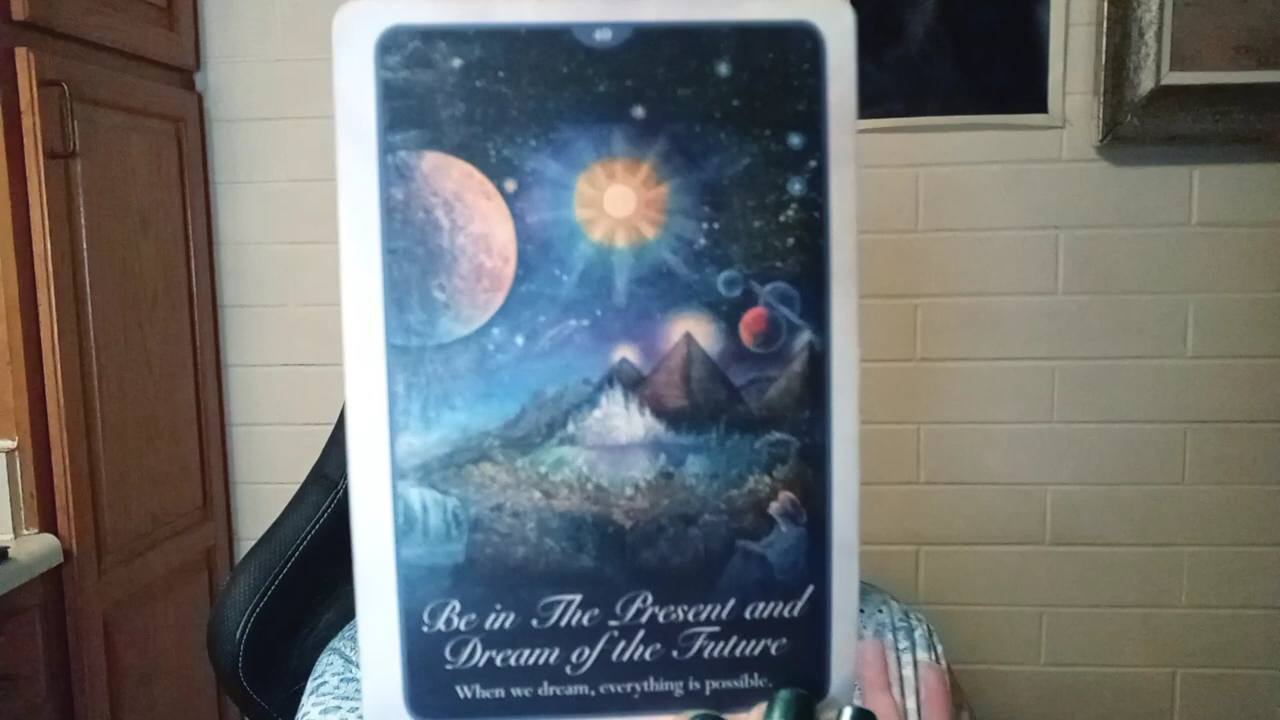 Be in The Present and
Dream of the Future
When we dream, everything is possible.